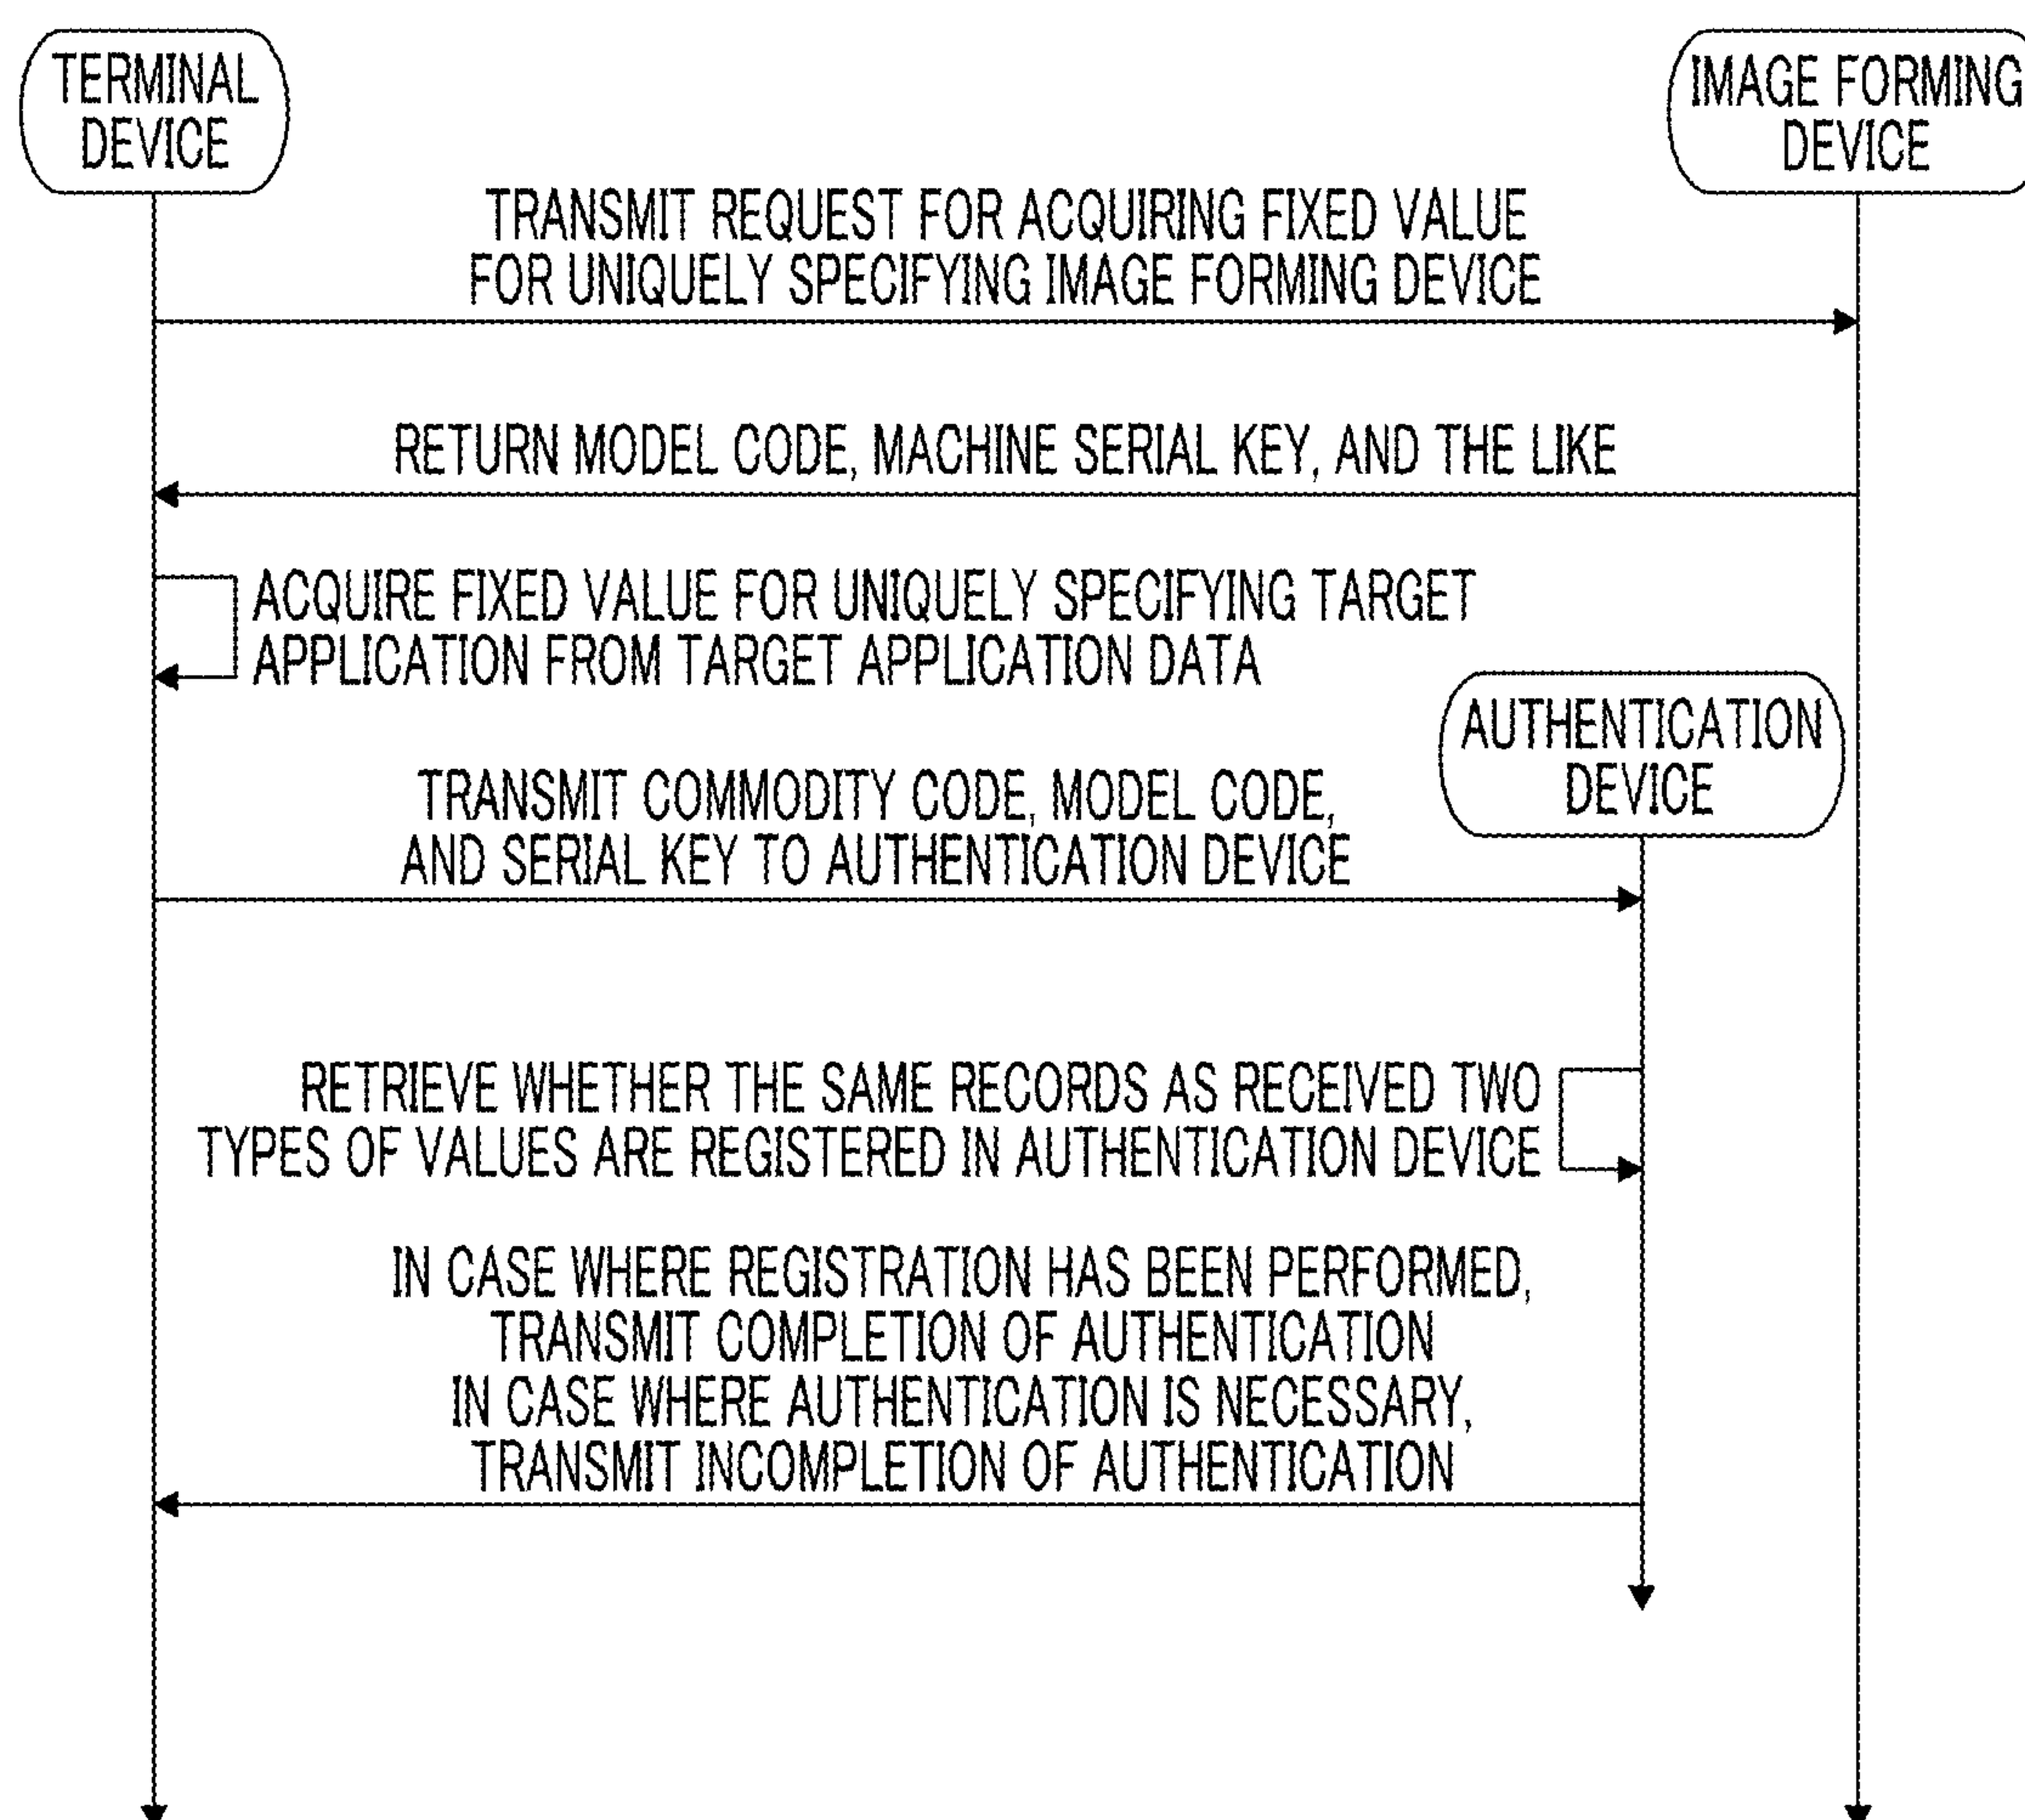 TERMINAL
DEVICE
IMAGE FORMING
DEVICE
TRANSMIT REQUEST FOR ACQUIRING FIXED VALUE
FOR UNIQUELY SPECIFYING IMAGE FORMING DEVICE
RETURN MODEL CODE, MACHINE SERIAL KEY, AND THE LIKE
ACQUIRE FIXED VALUE FOR UNIQUELY SPECIFYING TARGET
APPLICATION FROM TARGET APPLICATION DATA
AUTHENTICATION
DEVICE
TRANSMIT COMMODITY CODE, MODEL CODE,
AND SERIAL KEY TO AUTHENTICATION DEVICE
RETRIEVE WHETHER THE SAME RECORDS AS RECEIVED TWO
TYPES OF VALUES ARE REGISTERED IN AUTHENTICATION DEVICE
IN CASE WHERE REGISTRATION HAS BEEN PERFORMED,
TRANSMIT COMPLETION OF AUTHENTICATION
IN CASE WHERE AUTHENTICATION IS NECESSARY,
TRANSMIT INCOMPLETION OF AUTHENTICATION